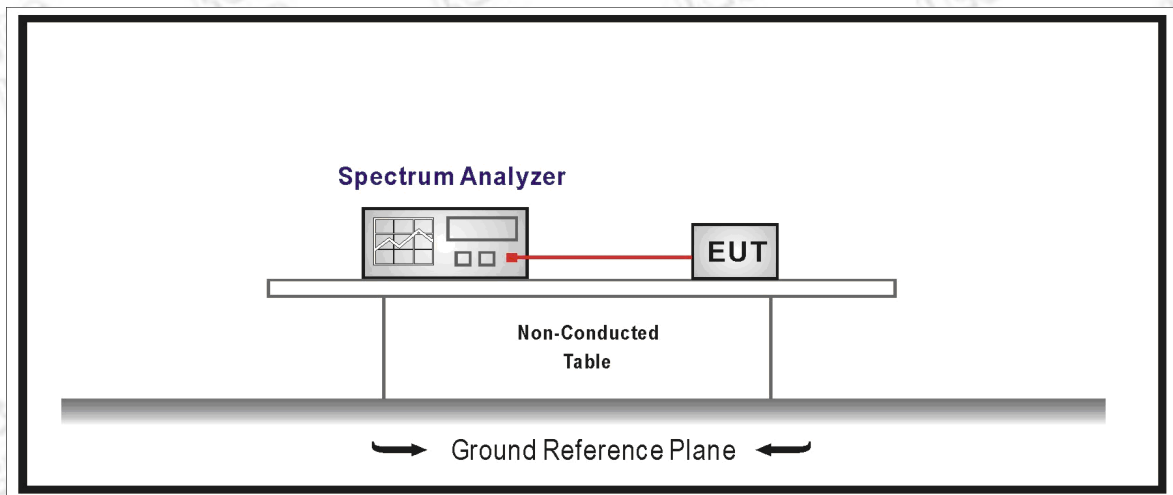 Spectrum Analyzer
EUT
Non-Conducted
Table
Ground Reference Plane